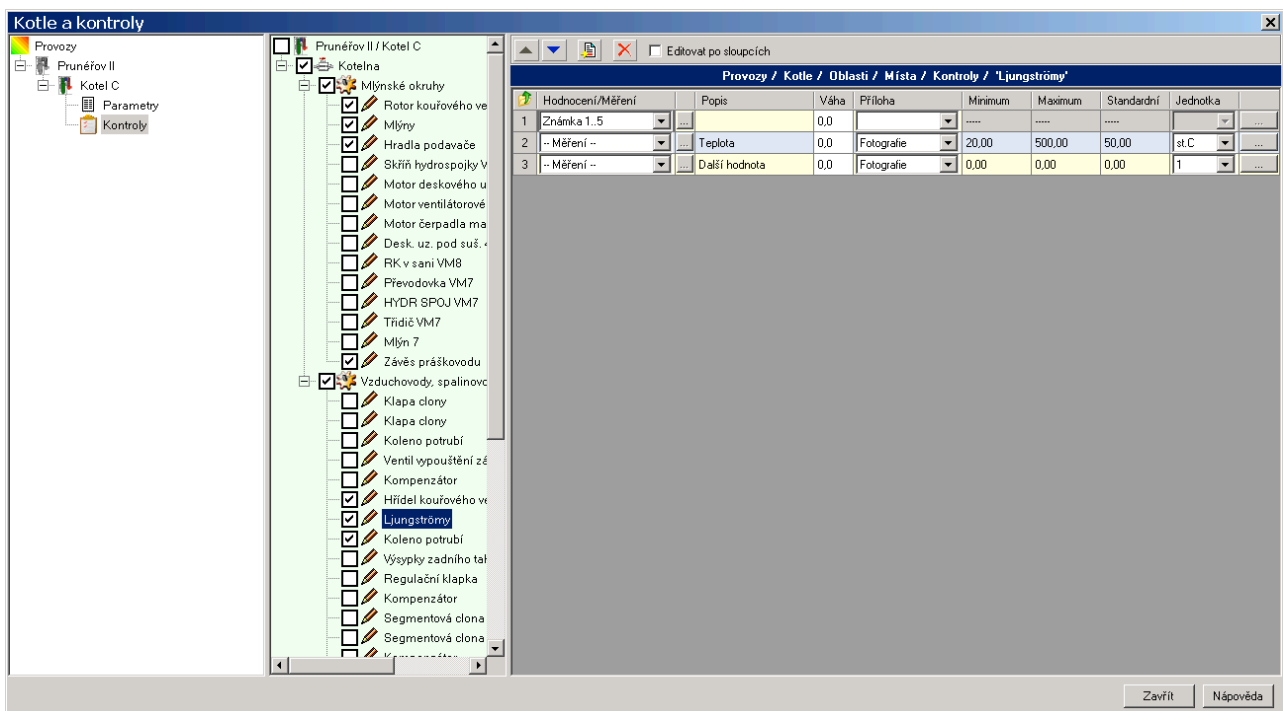 Kotle a kontroly
Provozy
Prunéřov II
Kotel C
Parametry
Kontroly
Prunéřov II / Kotel C
Kotelna
Mlýnské okruhy
Rotor kouřového ve
Mlýny
Hradla podavače
Skříň hydrospojky V
Motor deskového u
Motor ventilátorové
Motor čerpadla ma
Desk. uz. pod suš. 4
RK v sani VM8
Převodovka VM7
HYDR SPOJ VM7
Třidič VM7
Mlýn 7
Závěs práškovodu
Vzduchovody, spalinovo
Klapa clony
Klapa clony
Koleno potrubí
Ventil vypouštění zá
Kompenzátor
Hřídel kouřového ve
Ljungströmy
Koleno potrubí
Výsypky zadního tah
Regulační klapka
Kompenzátor
Segmentová clona
Segmentová clona
Kompenzátor
Editovat po sloupcích
Provozy / Kotle / Oblasti / Místa / Kontroly / 'Ljungströmy'
Hodnocení/Měření Popis Váha Příloha Minimum Maximum Standardní Jednotka
1 Známka 1..5 ... 0,0 ----- ----- ----- ...
2 -- Měření -- ... Teplota 0,0 Fotografie 20,00 500,00 50,00 st.C ...
3 -- Měření -- ... Další hodnota 0,0 Fotografie 0,00 0,00 0,00 1 ...
Zavřít Nápověda